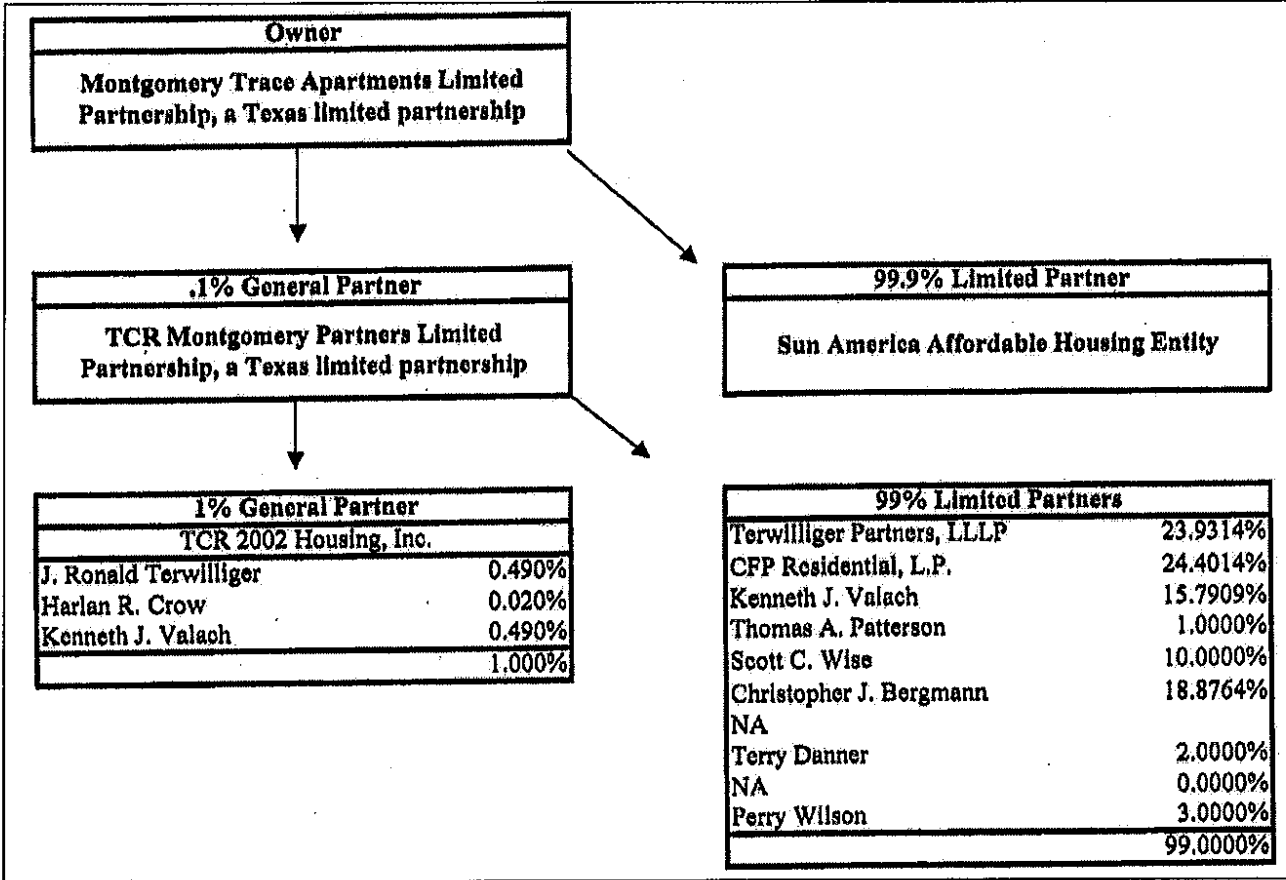 Owner
Montgomery Trace Apartments Limited
Partnership, a Texas limited partnership
.1% General Partner
TCR Montgomery Partners Limited
Partnership, a Texas limited partnership
99.9% Limited Partner
Sun America Affordable Housing Entity
1% General Partner
TCR 2002 Housing, Inc.
J. Ronald Terwilliger 0.490%
Harlan R. Crow 0.020%
Kenneth J. Valach 0.490%
1.000%
99% Limited Partners
Terwilliger Partners, LLLP 23.9314%
CFP Residential, L.P. 24.4014%
Kenneth J. Valach 15.7909%
Thomas A. Patterson 1.0000%
Scott C. Wise 10.0000%
Christopher J. Bergmann 18.8764%
NA
Terry Danner 2.0000%
NA 0.0000%
Perry Wilson 3.0000%
99.0000%